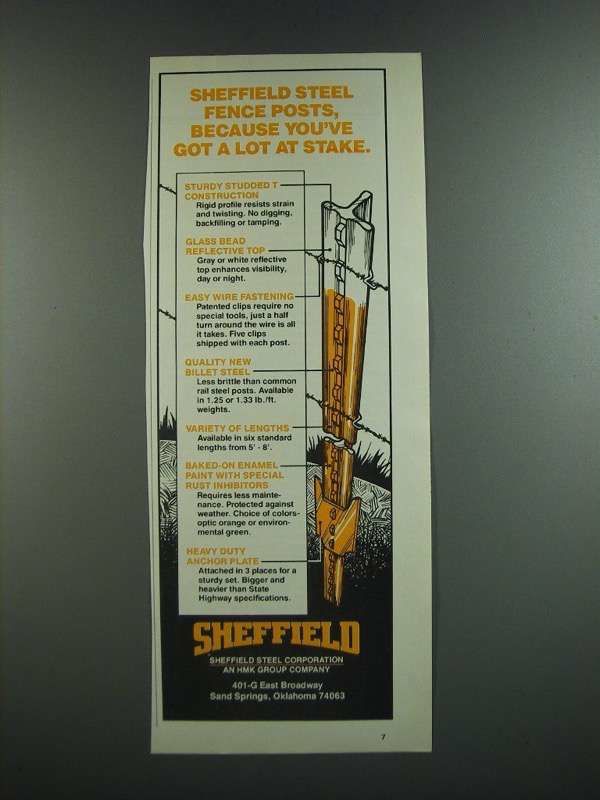 SHEFFIELD STEEL
FENCE POSTS,
BECAUSE YOU'VE
GOT A LOT AT STAKE.
STURDY STUDDED T
CONSTRUCTION
Rigid profile resists strain
and twisting. No digging,
backfilling or tamping.
GLASS BEAD
REFLECTIVE TOP
Gray or white reflective
top enhances visibility,
day or night.
EASY WIRE FASTENING
Patented clips require no
special tools, just a half
turn around the wire is all
it takes. Five clips
shipped with each post.
QUALITY NEW
BILLET STEEL
Less brittle than common
rail steel posts. Available
in 1.25 or 1.33 lb./ft.
weights.
VARIETY OF LENGTHS
Available in six standard
lengths from 5' - 8'.
BAKED-ON ENAMEL
PAINT WITH SPECIAL
RUST INHIBITORS
Requires less mainte-
nance. Protected against
weather. Choice of colors-
optic orange or environ-
mental green.
HEAVY DUTY
ANCHOR PLATE
Attached in 3 places for a
sturdy set. Bigger and
heavier than State
Highway specifications.
SHEFFIELD
SHEFFIELD STEEL CORPORATION
AN HMK GROUP COMPANY
401-G East Broadway
Sand Springs, Oklahoma 74063
7